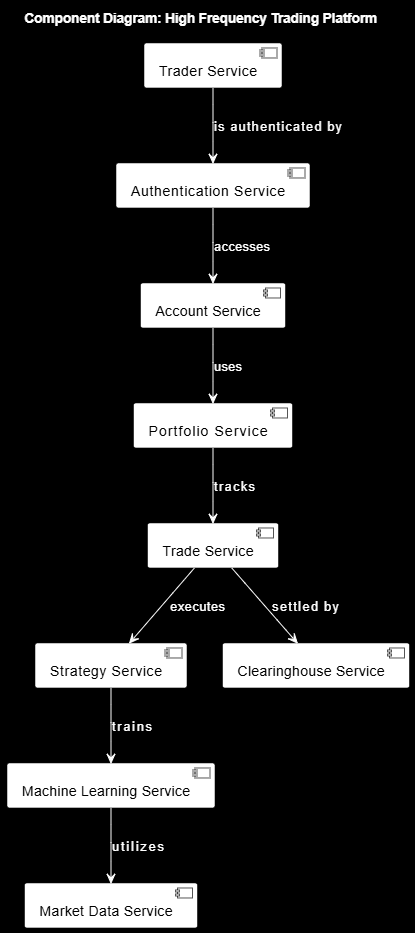 Component Diagram: High Frequency Trading Platform
Trader Service
is authenticated by
Authentication Service
accesses
Account Service
uses
Portfolio Service
tracks
Trade Service
executes
settled by
Strategy Service
Clearinghouse Service
trains
Machine Learning Service
utilizes
Market Data Service